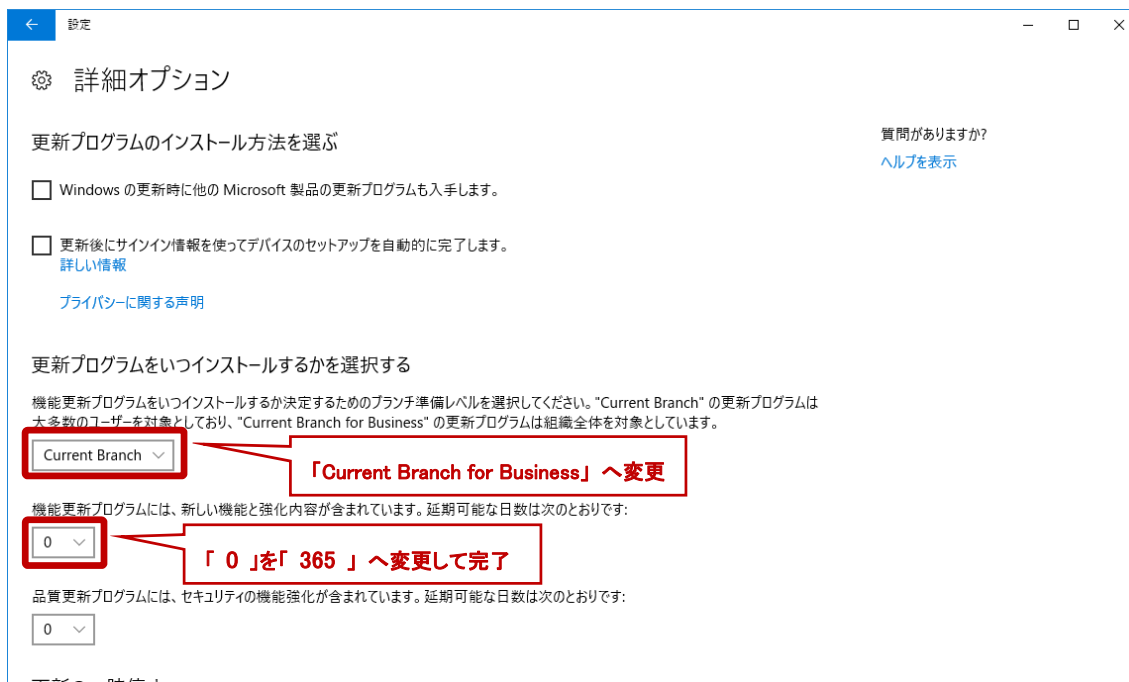 設定
詳細オプション
更新プログラムのインストール方法を選ぶ
質問がありますか?
ヘルプを表示
Windows の更新時に他の Microsoft 製品の更新プログラムも入手します。
更新後にサインイン情報を使ってデバイスのセットアップを自動的に完了します。
詳しい情報
プライバシーに関する声明
更新プログラムをいつインストールするかを選択する
機能更新プログラムをいつインストールするか決定するためのブランチ準備レベルを選択してください。"Current Branch" の更新プログラムは
大多数のユーザーを対象としており、"Current Branch for Business" の更新プログラムは組織全体を対象としています。
Current Branch
「Current Branch for Business」 へ変更
機能更新プログラムには、新しい機能と強化内容が含まれています。延期可能な日数は次のとおりです:
0
「 0 」を「 365 」 へ変更して完了
品質更新プログラムには、セキュリティの機能強化が含まれています。延期可能な日数は次のとおりです:
0